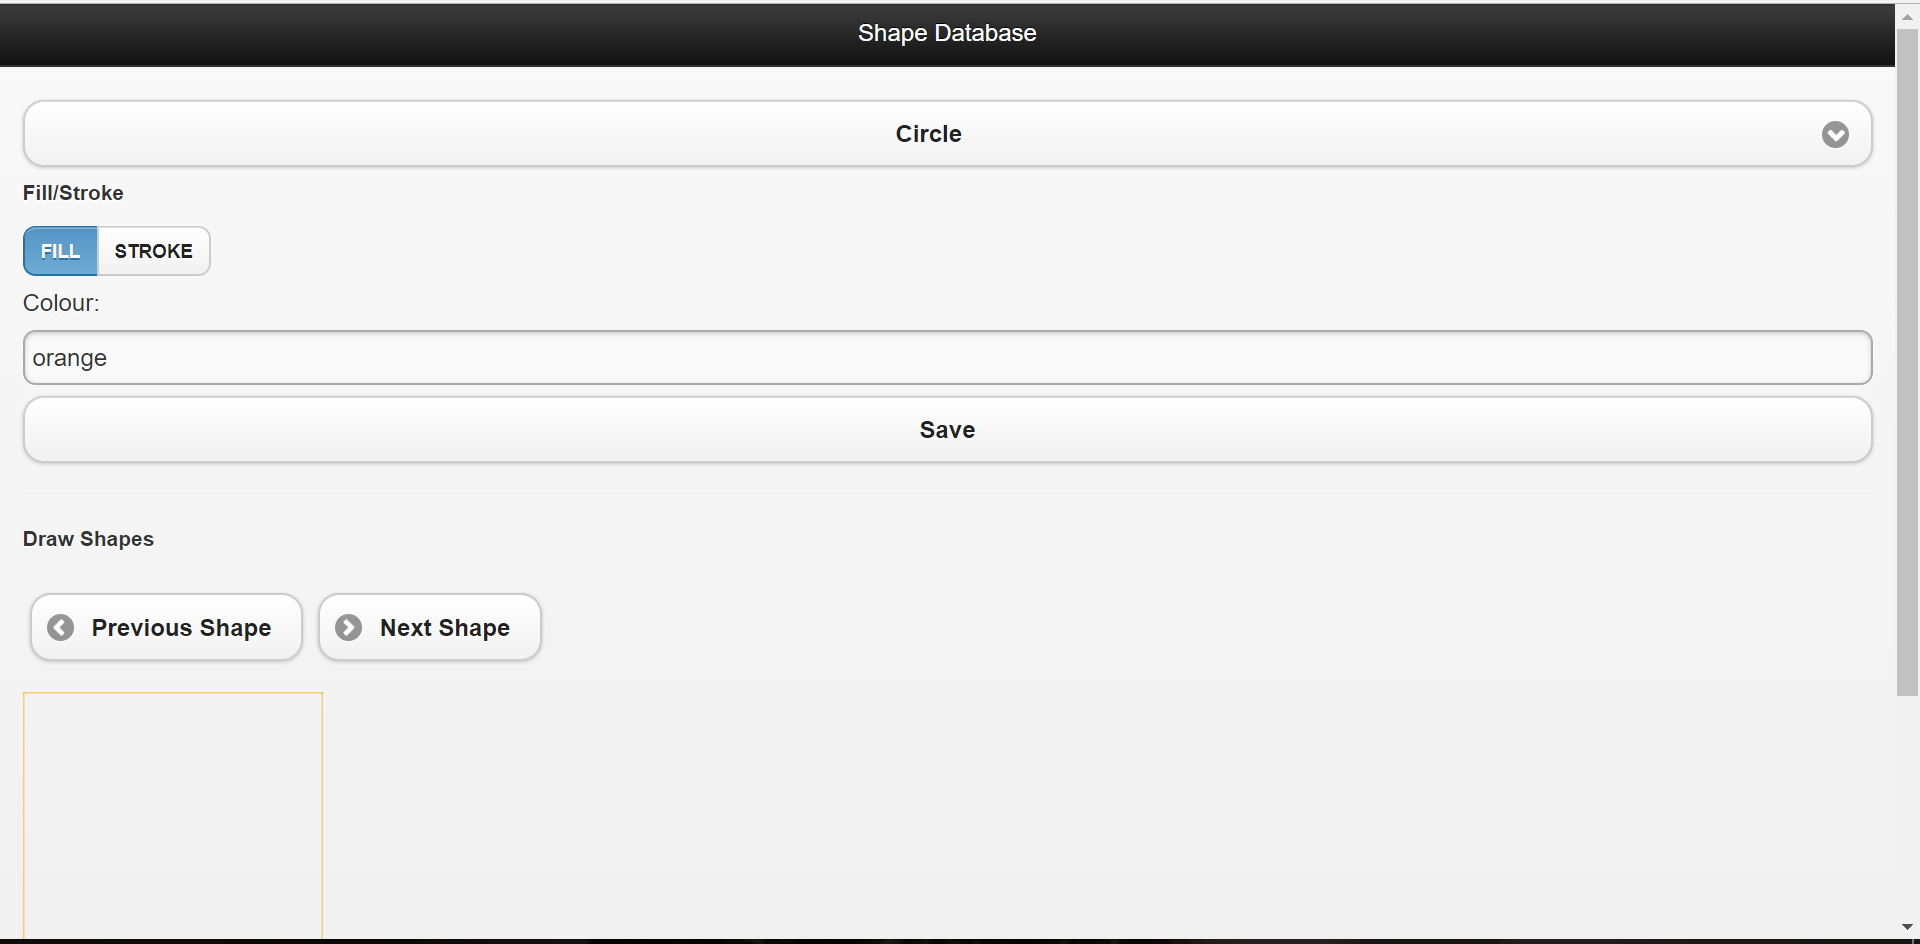 Shape Database
Circle
Fill/Stroke
FILL STROKE
Colour:
orange
Save
Draw Shapes
Previous Shape Next Shape